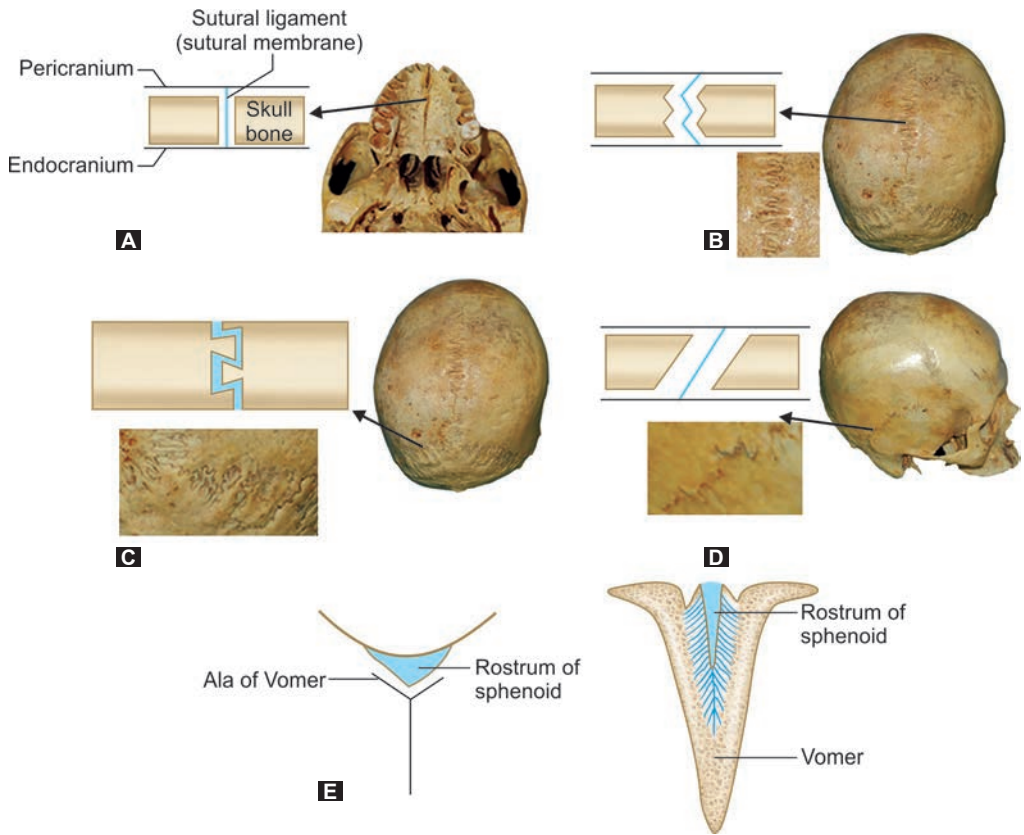 Sutural ligament
(sutural membrane)
Pericranium
Skull
bone
Endocranium
A
B
C
D
Rostrum of
sphenoid
Ala of Vomer
Rostrum of
sphenoid
Vomer
E